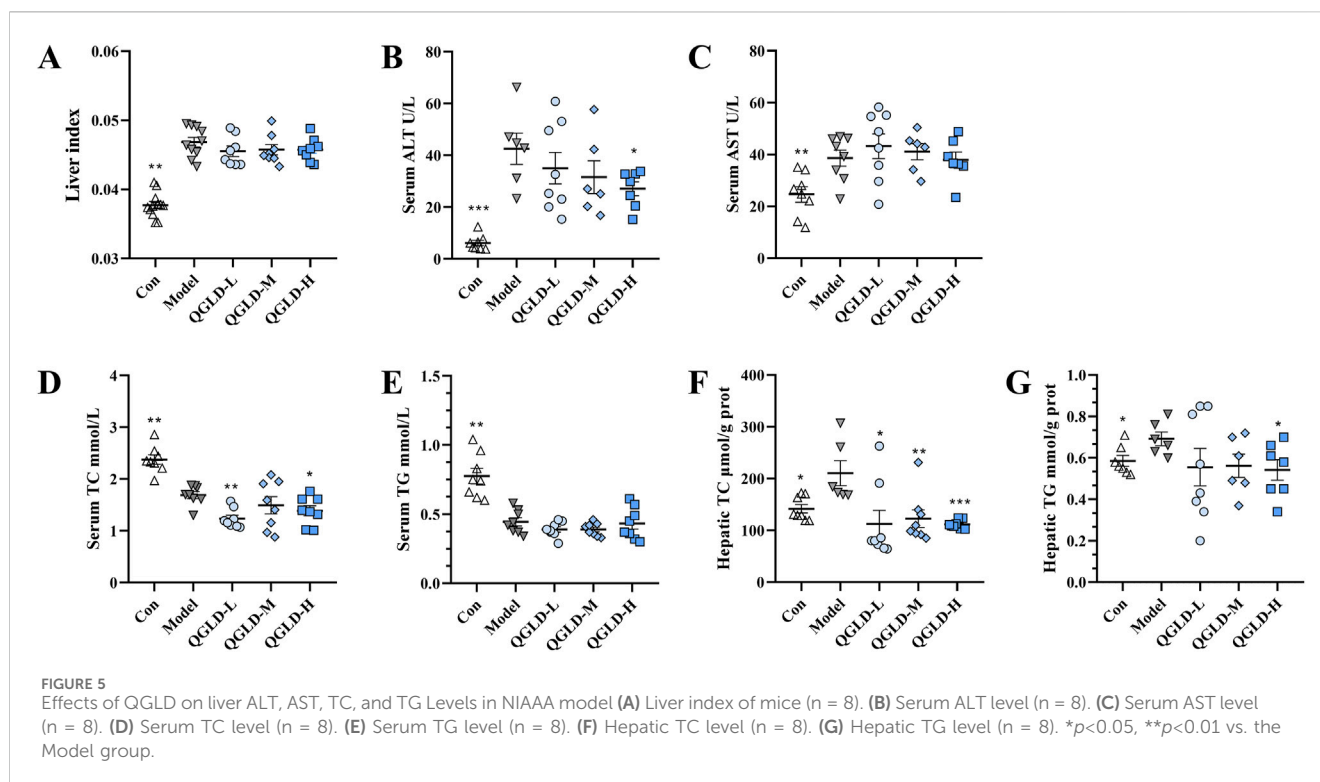 A
0.06
0.05
0.04
0.03
Liver index
**
Con
Model
QGLD-L
QGLD-M
QGLD-H
B
80
60
40
20
0
Serum ALT U/L
***
*
Con
Model
QGLD-L
QGLD-M
QGLD-H
C
80
60
40
20
0
Serum AST U/L
**
Con
Model
QGLD-L
QGLD-M
QGLD-H
D
4
3
2
1
0
Serum TC mmol/L
**
**
*
Con
Model
QGLD-L
QGLD-M
QGLD-H
E
1.5
1.0
0.5
0.0
Serum TG mmol/L
**
Con
Model
QGLD-L
QGLD-M
QGLD-H
F
400
300
200
100
0
Hepatic TC μmol/g prot
*
*
**
***
Con
Model
QGLD-L
QGLD-M
QGLD-H
G
1.0
0.8
0.6
0.4
0.2
0.0
Hepatic TG mmol/g prot
*
*
Con
Model
QGLD-L
QGLD-M
QGLD-H
FIGURE 5
Effects of QGLD on liver ALT, AST, TC, and TG Levels in NIAAA model (A) Liver index of mice (n = 8). (B) Serum ALT level (n = 8). (C) Serum AST level
(n = 8). (D) Serum TC level (n = 8). (E) Serum TG level (n = 8). (F) Hepatic TC level (n = 8). (G) Hepatic TG level (n = 8). *p<0.05, **p<0.01 vs. the
Model group.